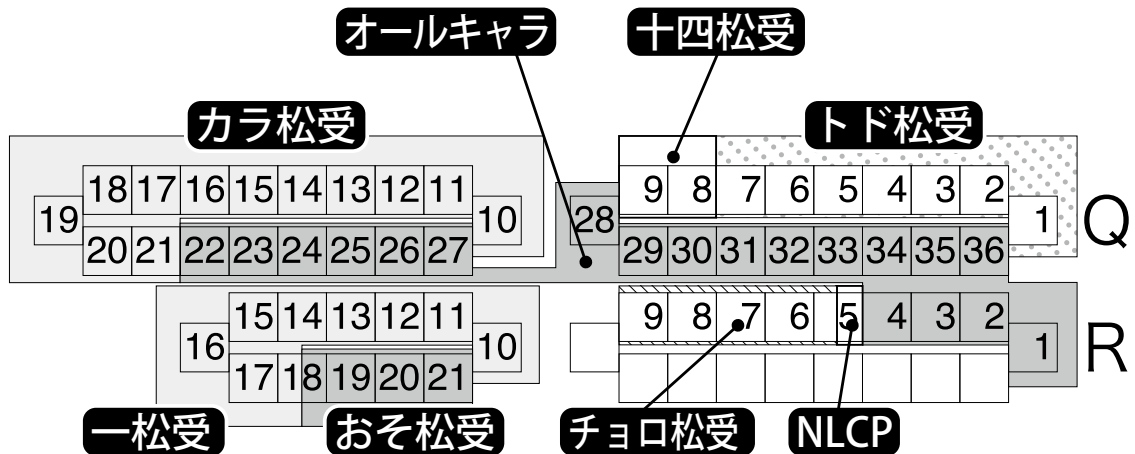 オールキャラ 十四松受
カラ松受 トド松受
18 17 16 15 14 13 12 11 9 8 7 6 5 4 3 2
19 10 28 1 Q
20 21 22 23 24 25 26 27 29 30 31 32 33 34 35 36
15 14 13 12 11 9 8 7 6 5 4 3 2
16 10 1 R
17 18 19 20 21
一松受 おそ松受 チョロ松受 NLCP